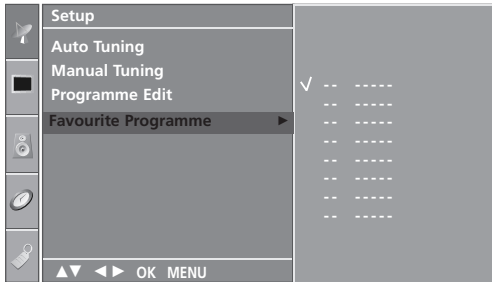 Setup
Auto Tuning
Manual Tuning
Programme Edit
Favourite Programme ►
√ -- -----
-- -----
-- -----
-- -----
-- -----
-- -----
-- -----
-- -----
▲▼ ◄► OK MENU